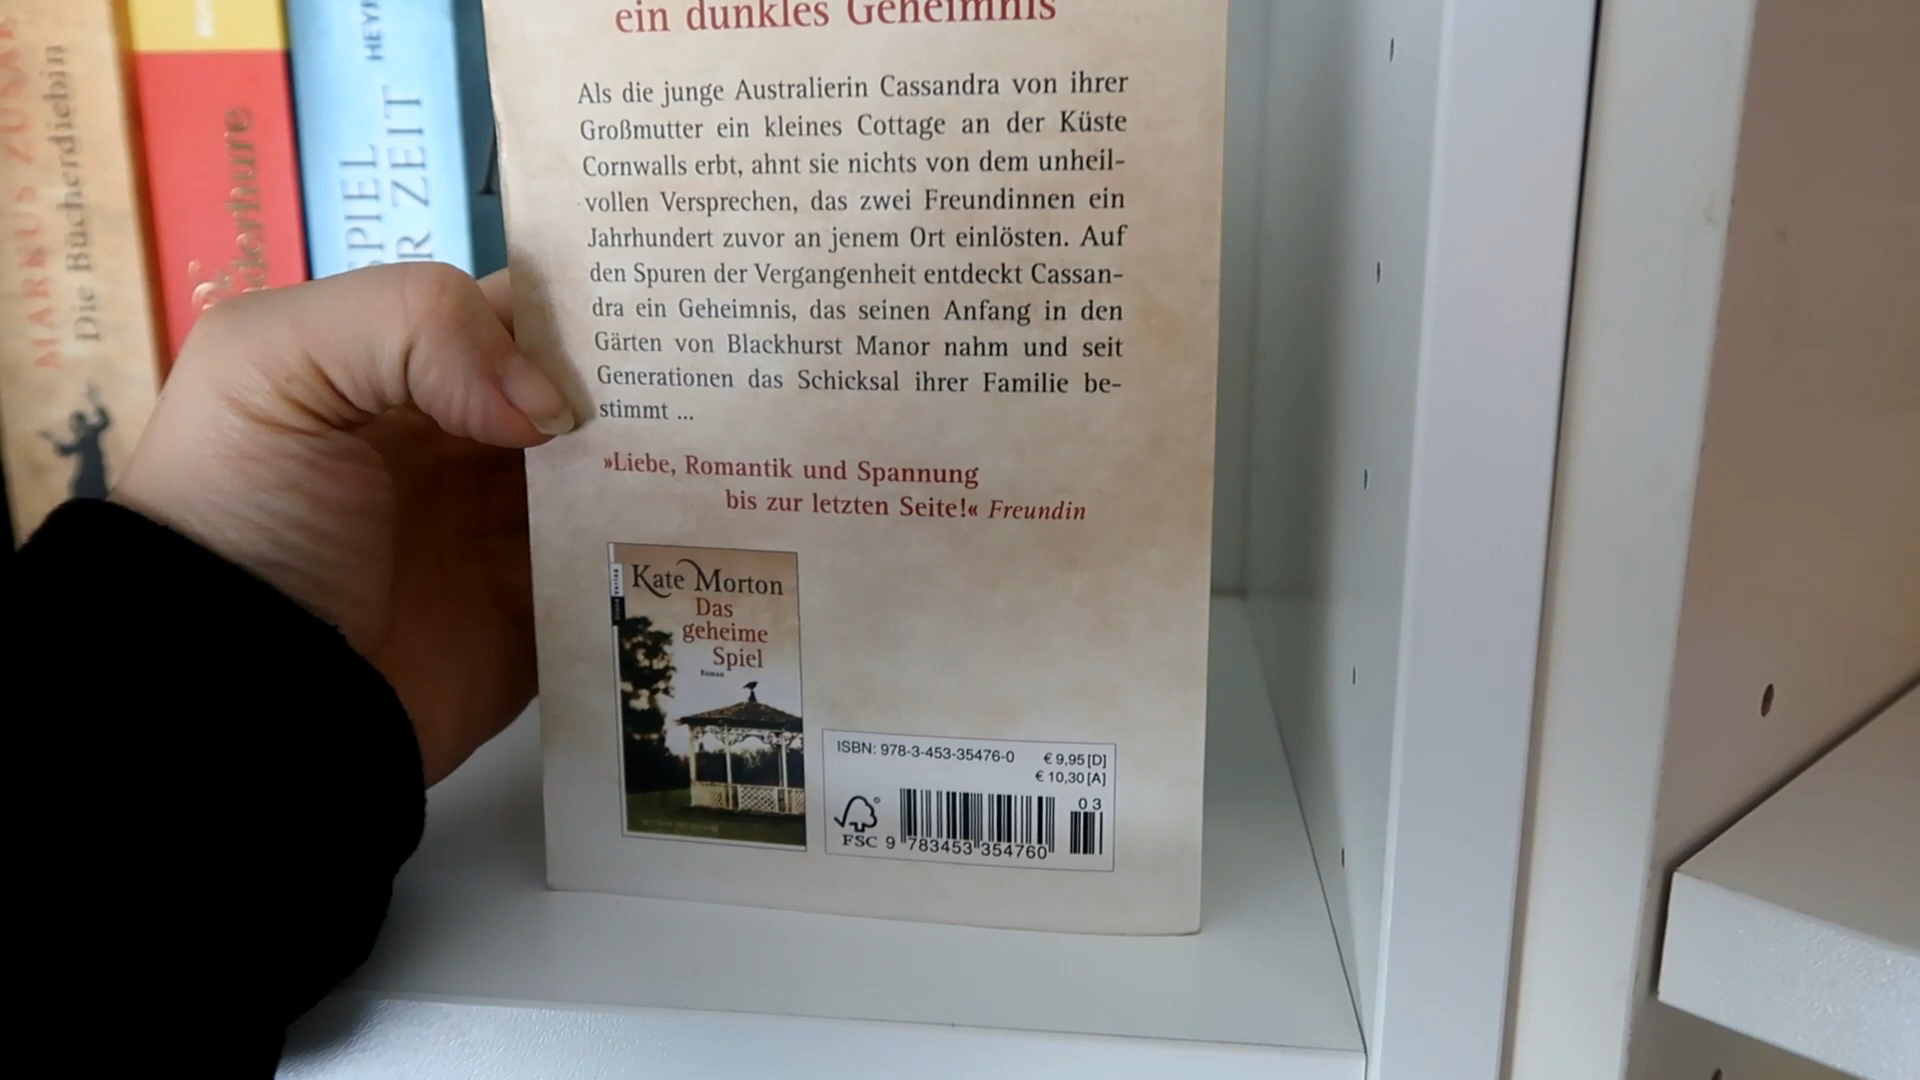 MARKUS ZUSAK
Die Bücherdiebin
HEYN
SPIEL
R ZEIT
ein dunkles Geheimnis
Als die junge Australierin Cassandra von ihrer
Großmutter ein kleines Cottage an der Küste
Cornwalls erbt, ahnt sie nichts von dem unheil-
vollen Versprechen, das zwei Freundinnen ein
Jahrhundert zuvor an jenem Ort einlösten. Auf
den Spuren der Vergangenheit entdeckt Cassan-
dra ein Geheimnis, das seinen Anfang in den
Gärten von Blackhurst Manor nahm und seit
Generationen das Schicksal ihrer Familie be-
stimmt ...
»Liebe, Romantik und Spannung
bis zur letzten Seite!« Freundin
Kate Morton
Das
geheime
Spiel
Roman
ISBN: 978-3-453-35476-0
€ 9,95 [D]
€ 10,30 [A]
03
FSC
9 783453 354760